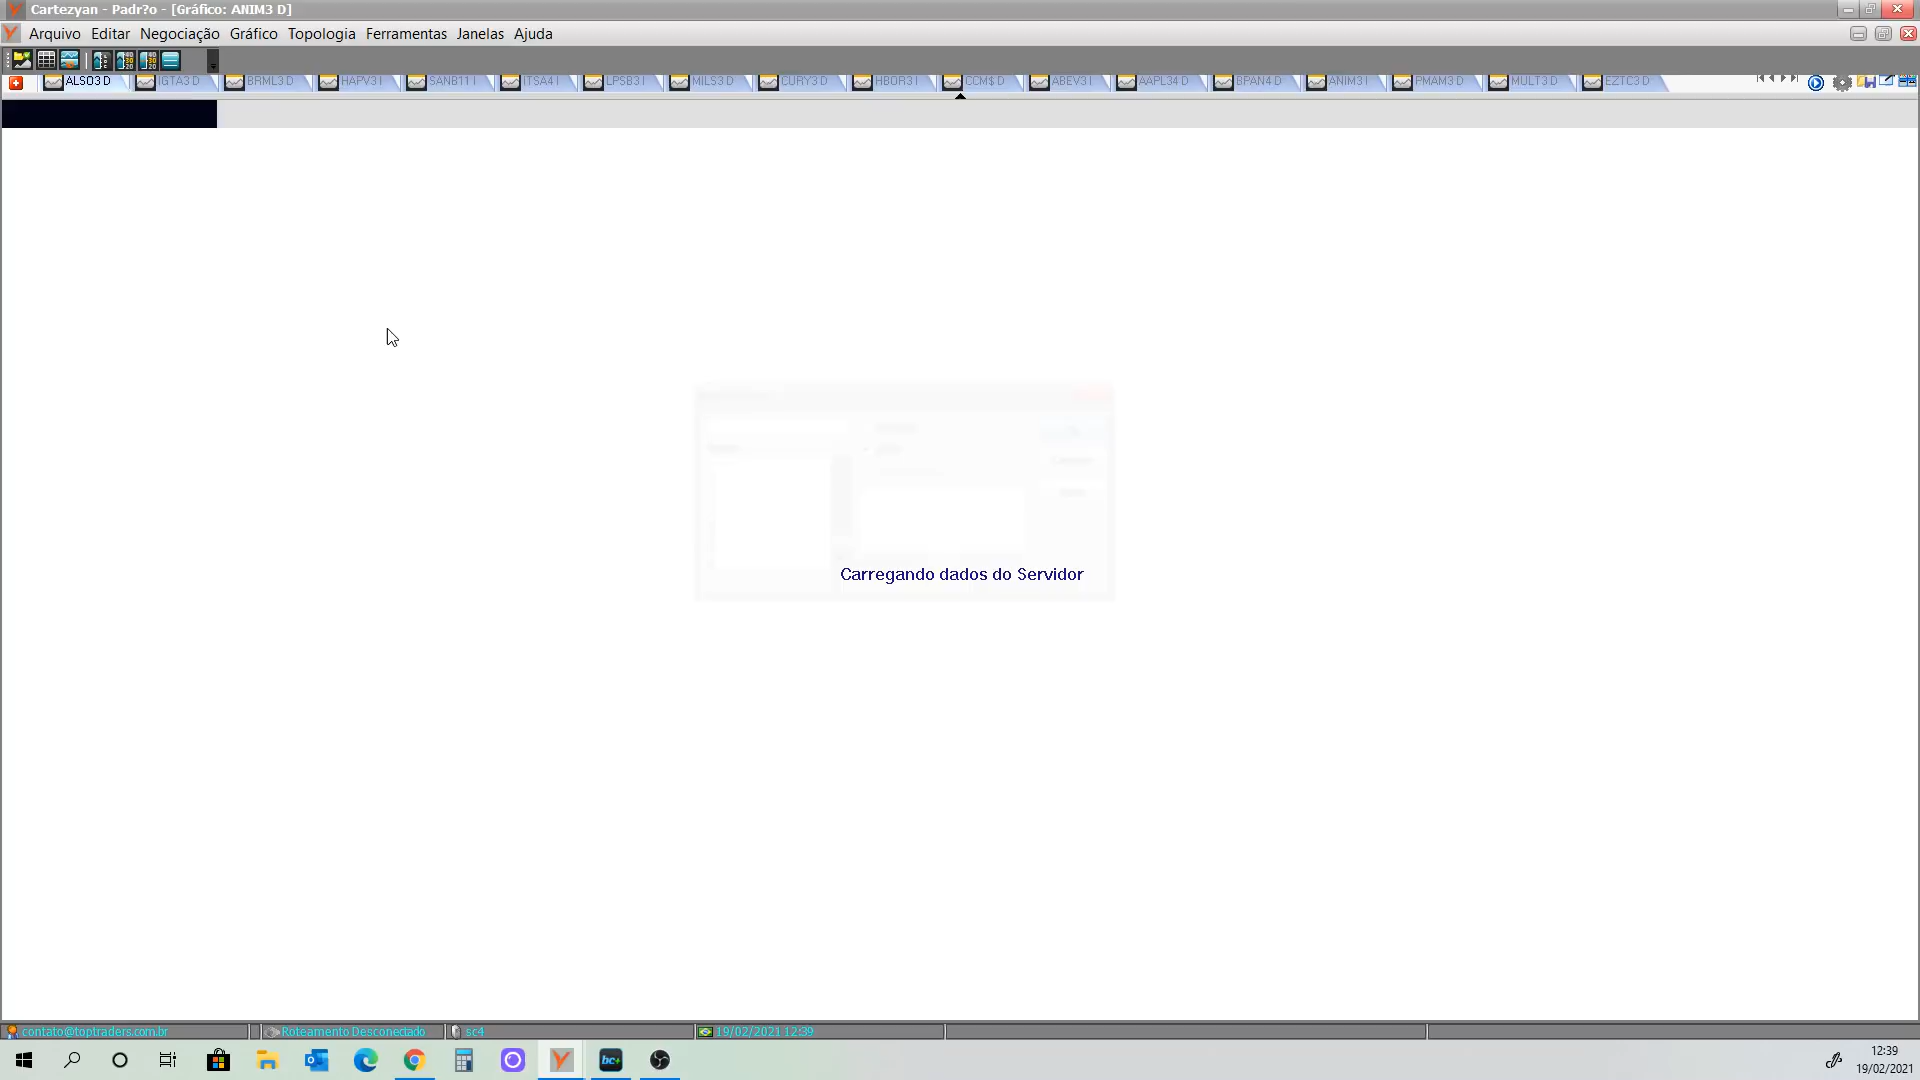 Cartezyan - Padr?o - [Gráfico: ANIM3 D]
Arquivo Editar Negociação Gráfico Topologia Ferramentas Janelas Ajuda
ALSO3 D IGTA3 D BRML3 D HAPV3 I SANB11 I ITSA4 I LPSB3 I MILS3 D CURY3 D HBOR3 I CCM$ D ABEV3 I AAPL34 D BPAN4 D ANIM3 I PMAM3 D MULT3 D EZTC3 D
Carregando dados do Servidor
contato@toptraders.com.br Roteamento Desconectado sc4 19/02/2021 12:39
bc+
12:39
19/02/2021